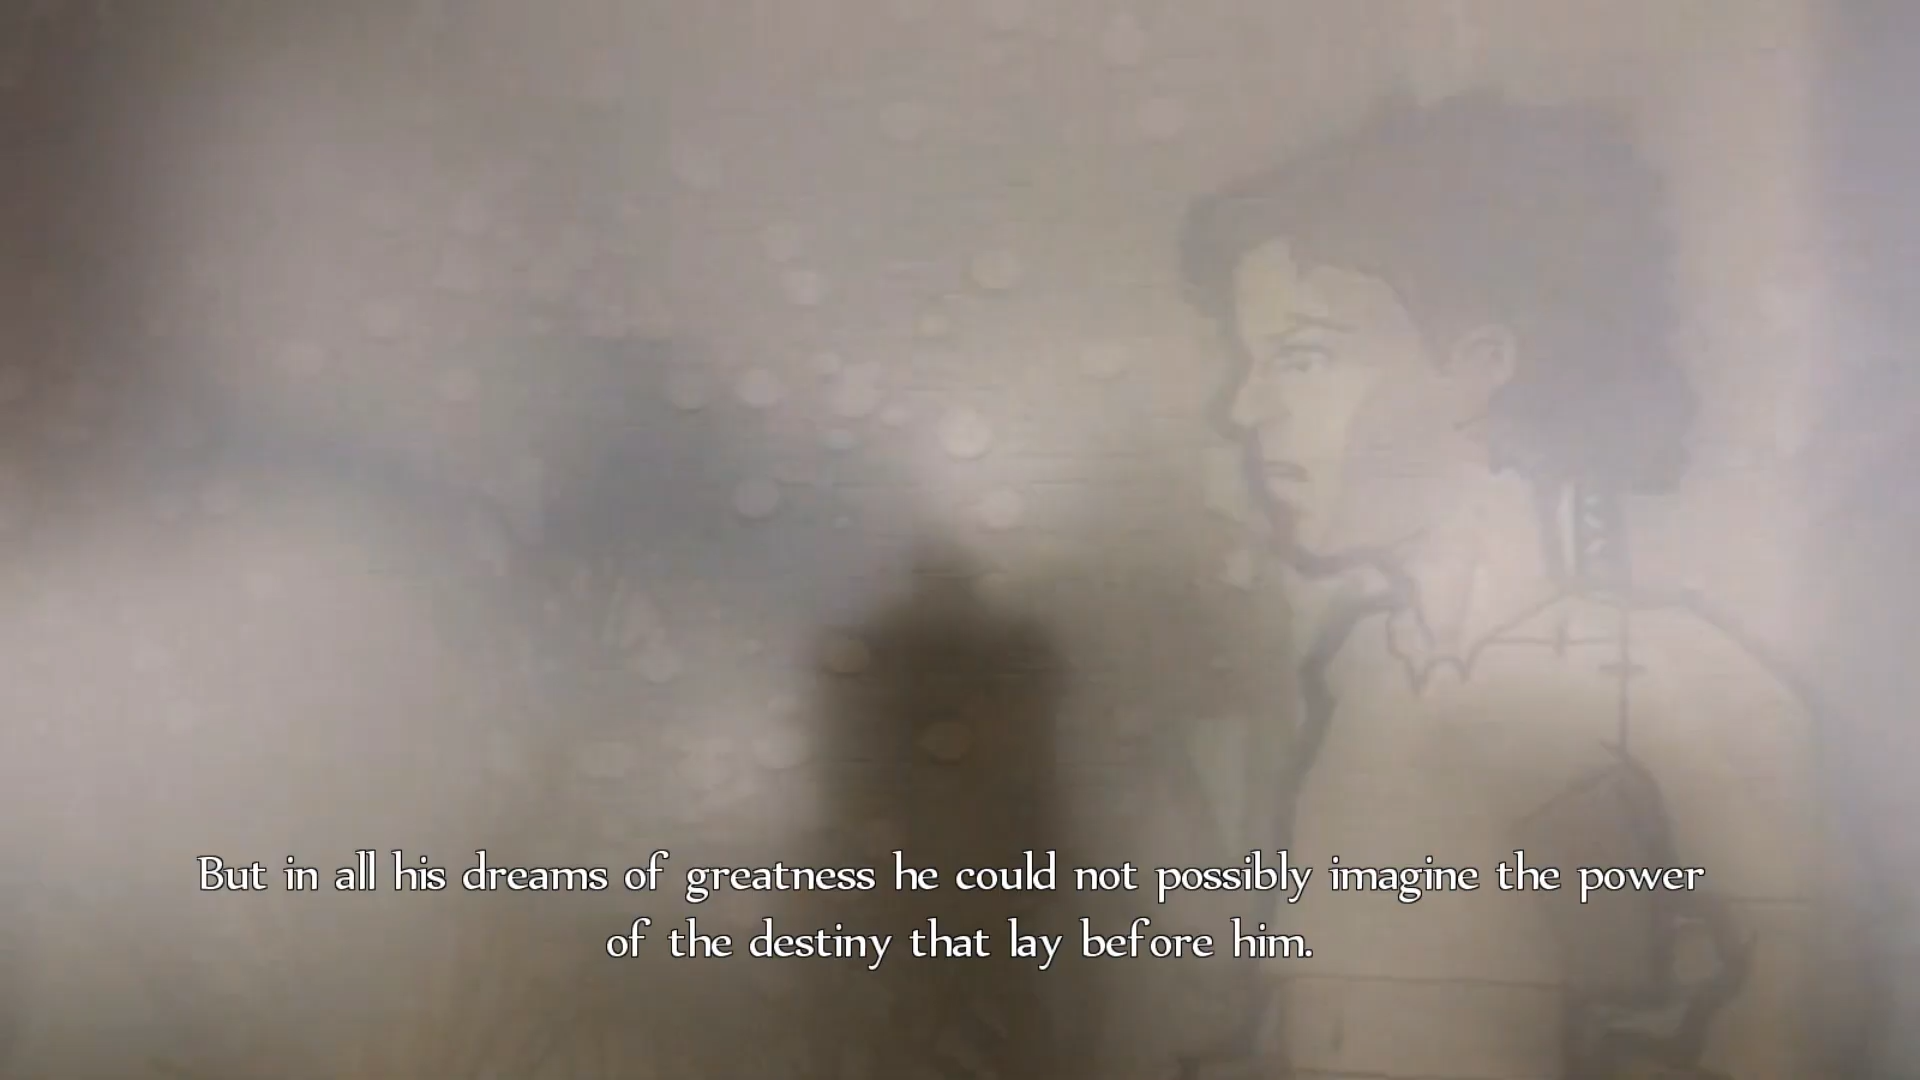 But in all his dreams of greatness he could not possibly imagine the power
of the destiny that lay before him.